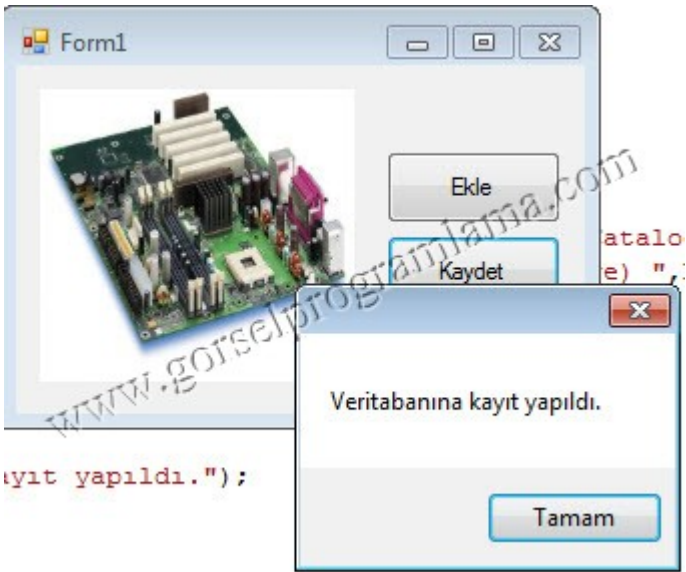 Form1
Ekle
Kaydet
www.gorselprogramlama.com
atalo
e) ",
Veritabanına kayıt yapıldı.
Tamam
ayıt yapıldı.");